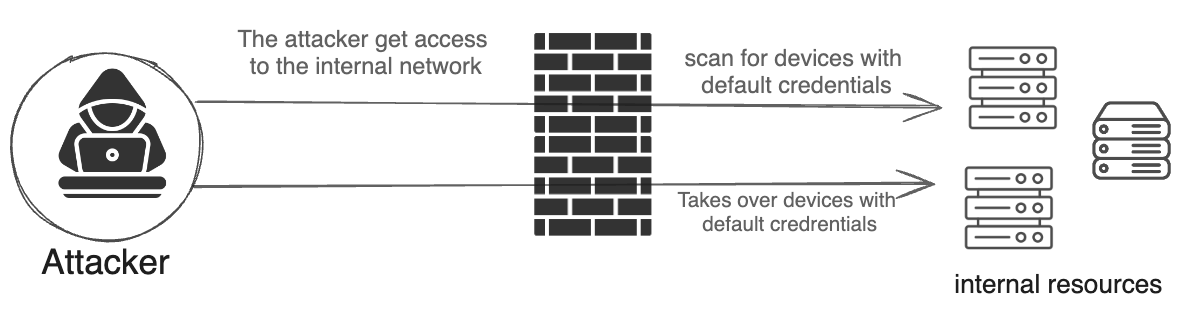 The attacker get access
to the internal network
scan for devices with
default credentials
Takes over devices with
default credrentials
Attacker
internal resources